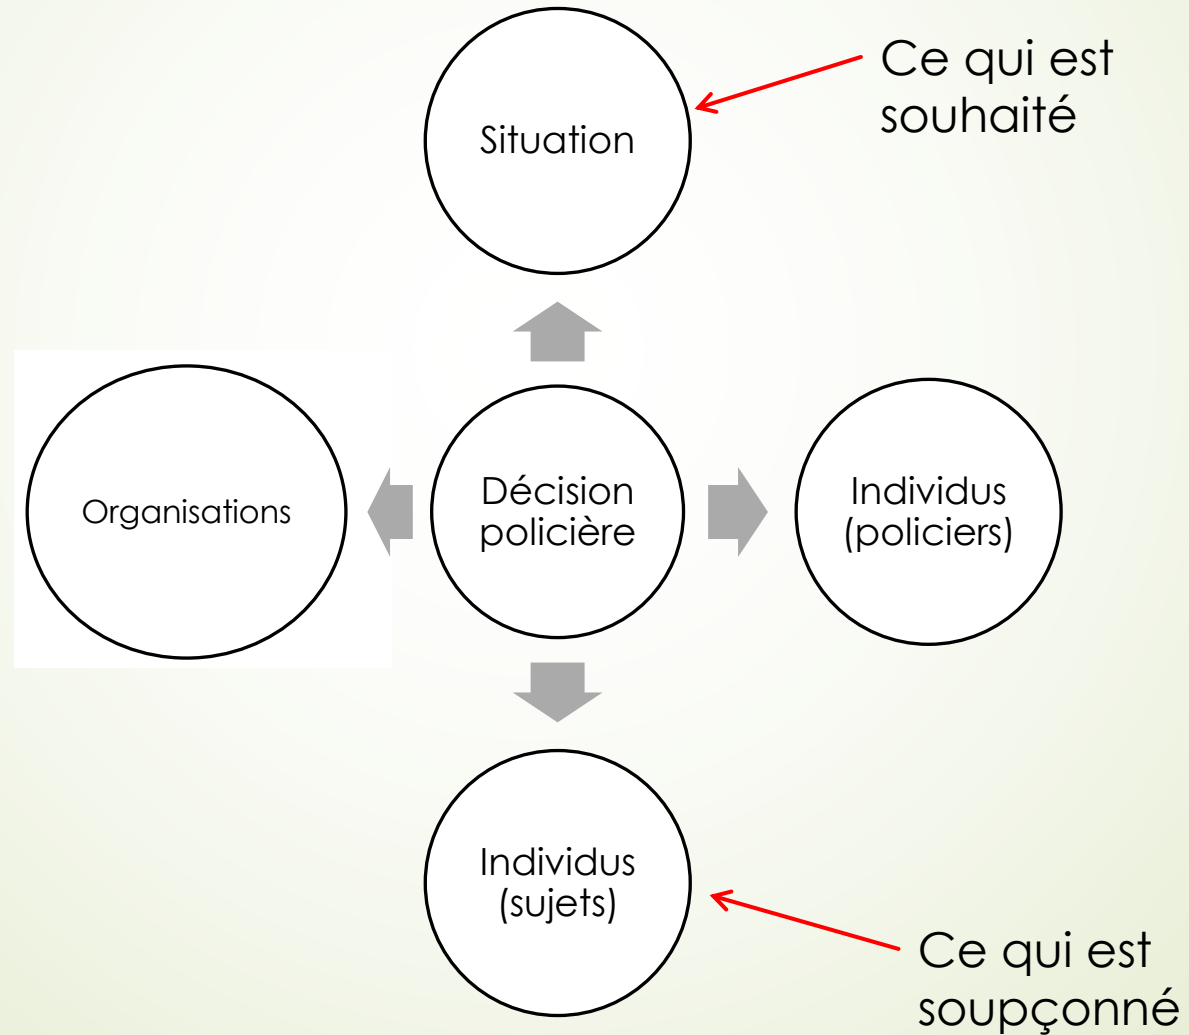 Ce qui est
souhaité
Situation
Organisations
Décision
policière
Individus
(policiers)
Individus
(sujets)
Ce qui est
soupçonné